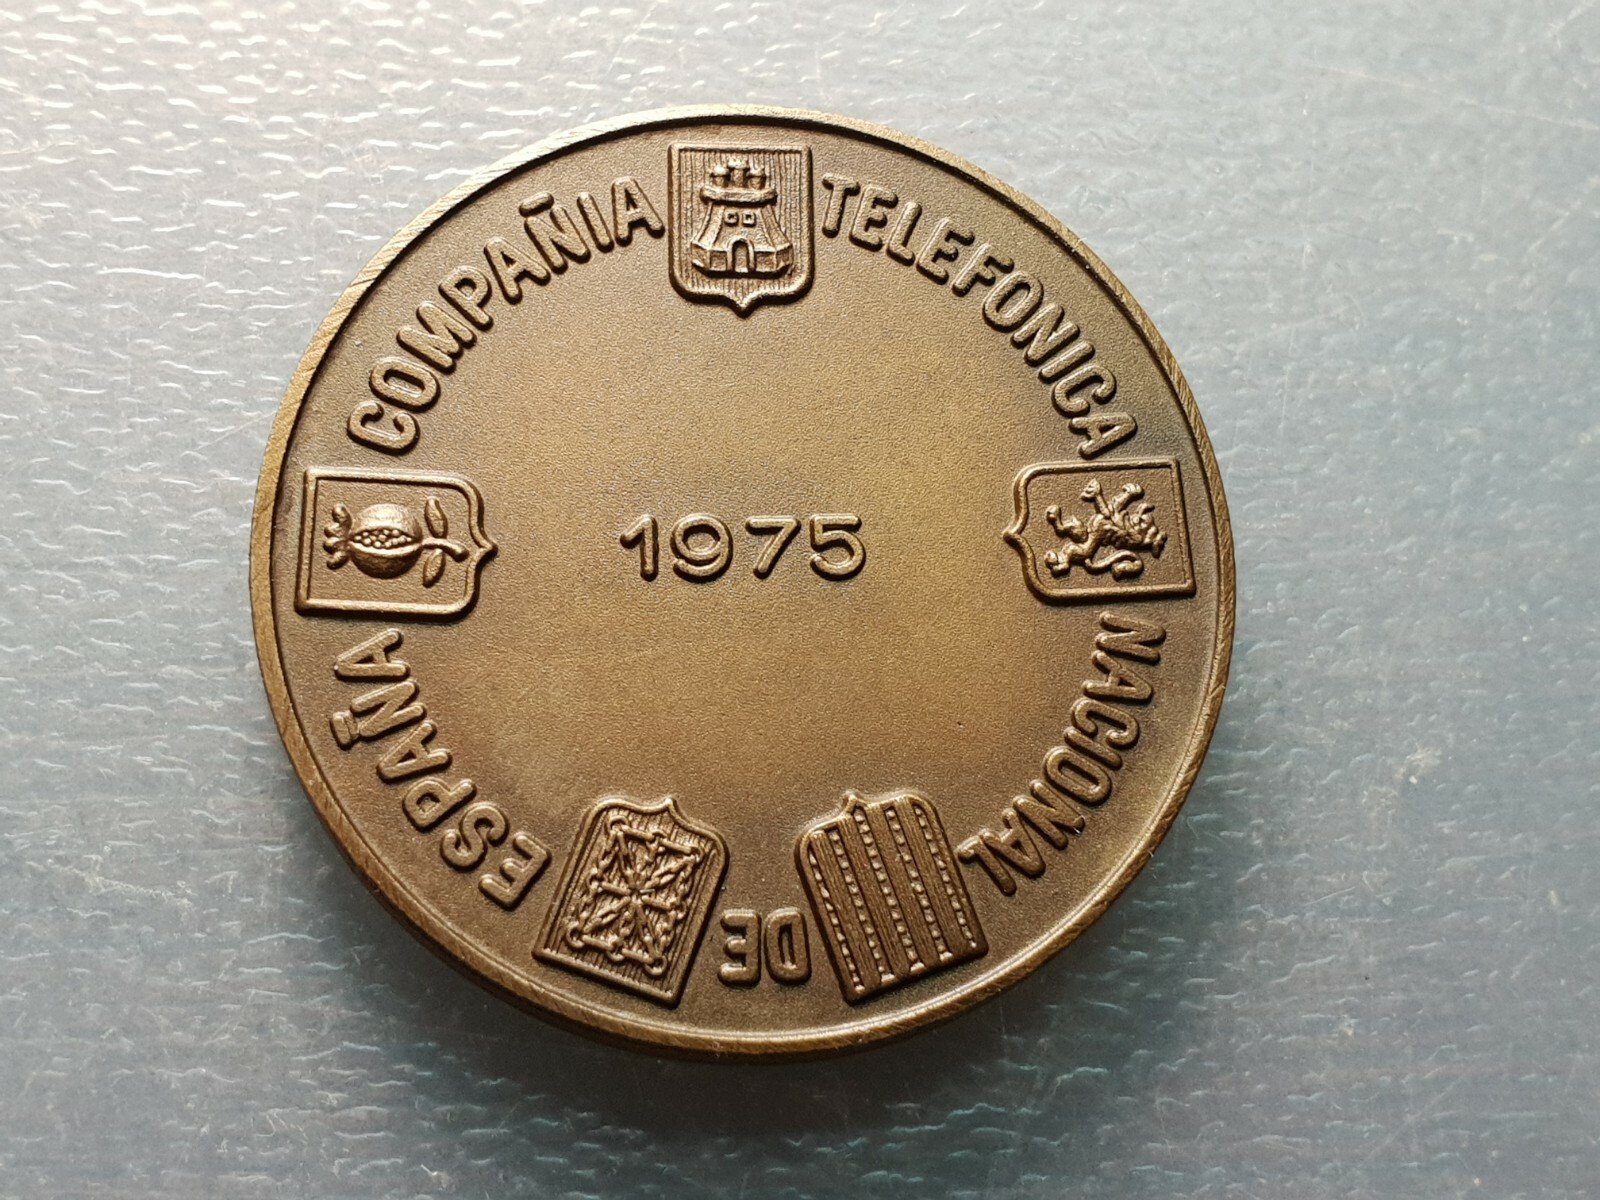 COMPAÑIA TELEFONICA NACIONAL DE ESPAÑA
1975